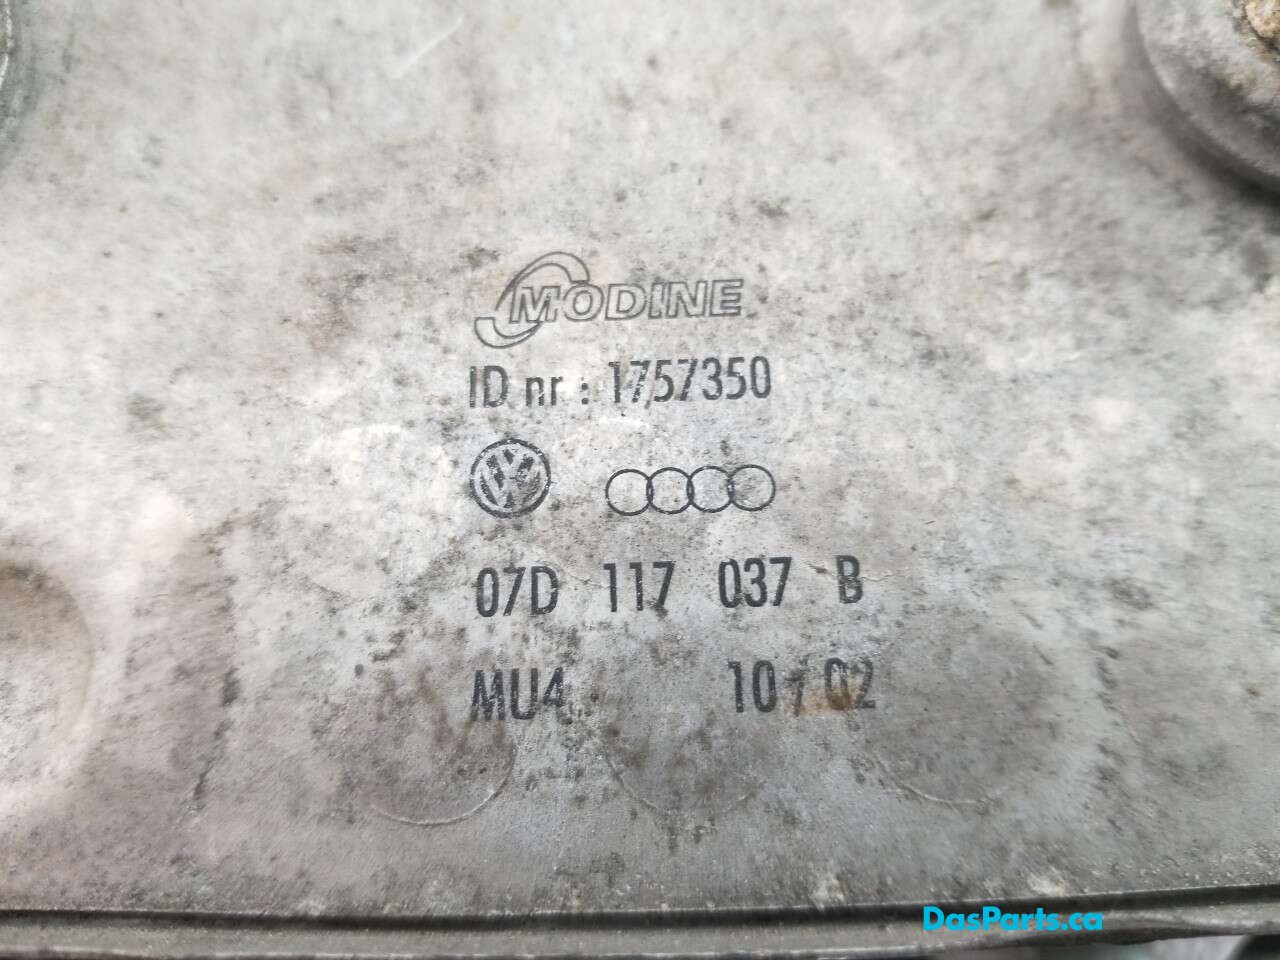 MODINE
ID nr : 1757350
07D 117 037 B
MU4 10/02
DasParts.ca